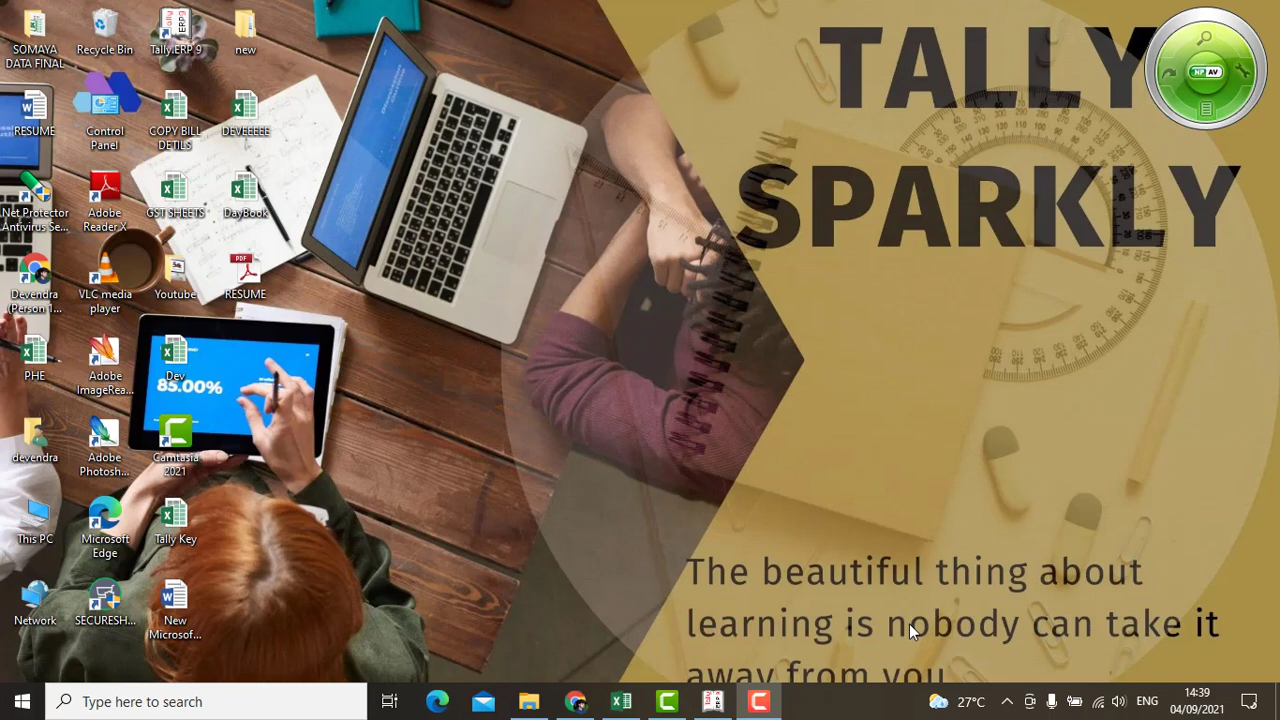 SOMAYA
DATA FINAL
Recycle Bin
Tally.ERP 9
new
RESUME
Control
Panel
COPY BILL
DETILS
DEVEEEEE
Net Protector
Antivirus Se...
Adobe
Reader X
GST SHEETS
DayBook
Devendra
(Person 1...
VLC media
player
Youtube
PDF
RESUME
PHE
Adobe
ImageRea...
Dev
85.00%
devendra
Adobe
Photosh...
Camtasia
2021
This PC
Microsoft
Edge
Tally Key
Network
SECURESH...
New
Microsof...
TALLY
SPARKLY
NP AV
The beautiful thing about
learning is nobody can take it
away from you
Type here to search
27°C
ENG
14:39
04/09/2021